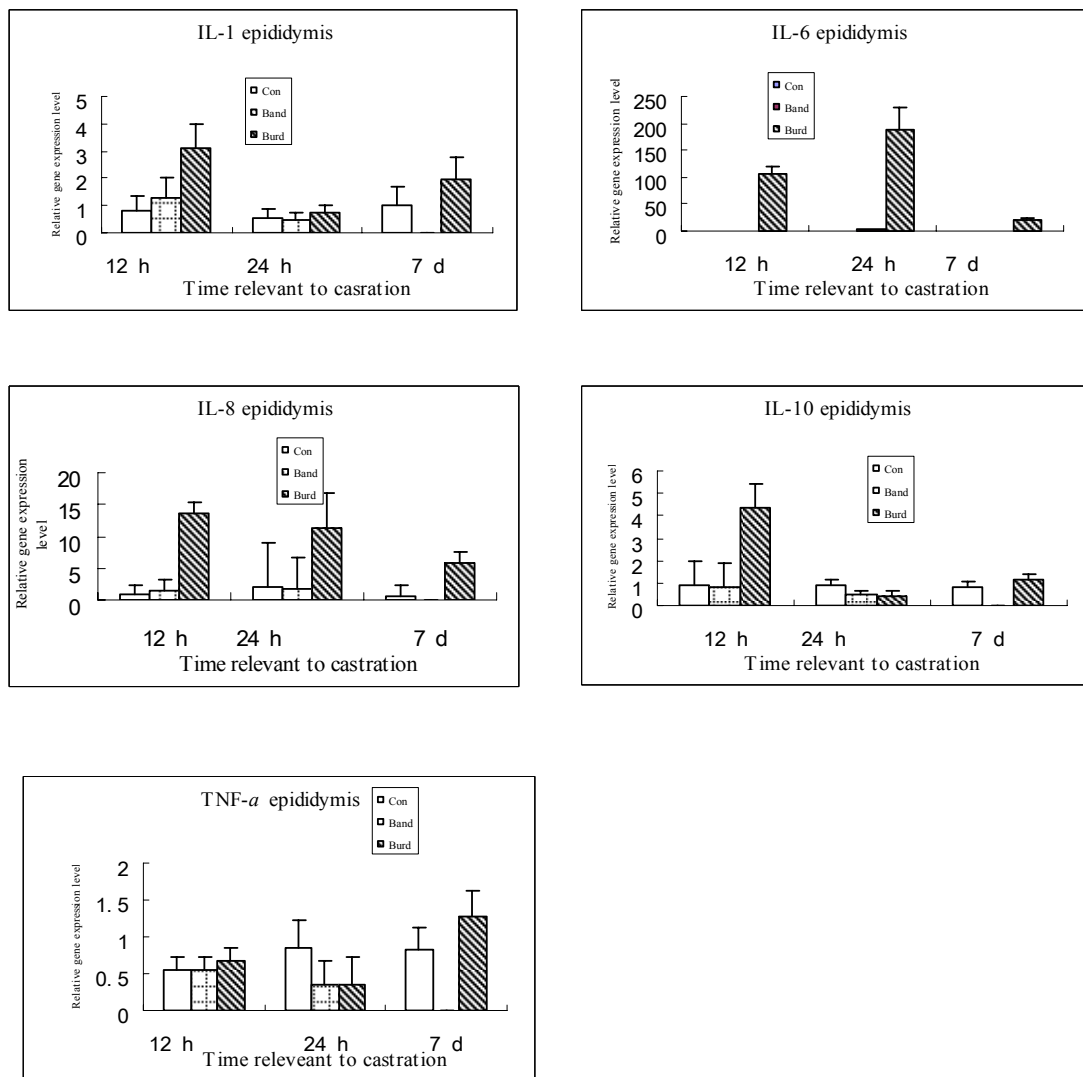 IL-1 epididymis
Con
Band
Burd
Relative gene expression level
5
4
3
2
1
0
12 h 24 h 7 d
Time relevant to casration
IL-6 epididymis
Con
Band
Burd
Relative gene expression level
250
200
150
100
50
0
12 h 24 h 7 d
Time relevant to castration
IL-8 epididymis
Con
Band
Burd
Relative gene expression
level
20
15
10
5
0
12 h 24 h 7 d
Time relevant to castration
IL-10 epididymis
Con
Band
Burd
Relative gene expression level
6
5
4
3
2
1
0
12 h 24 h 7 d
Time relevant to castration
TNF-a epididymis
Con
Band
Burd
Relative gene expression level
2
1.5
1
0.5
0
12 h 24 h 7 d
Time releveant to castration